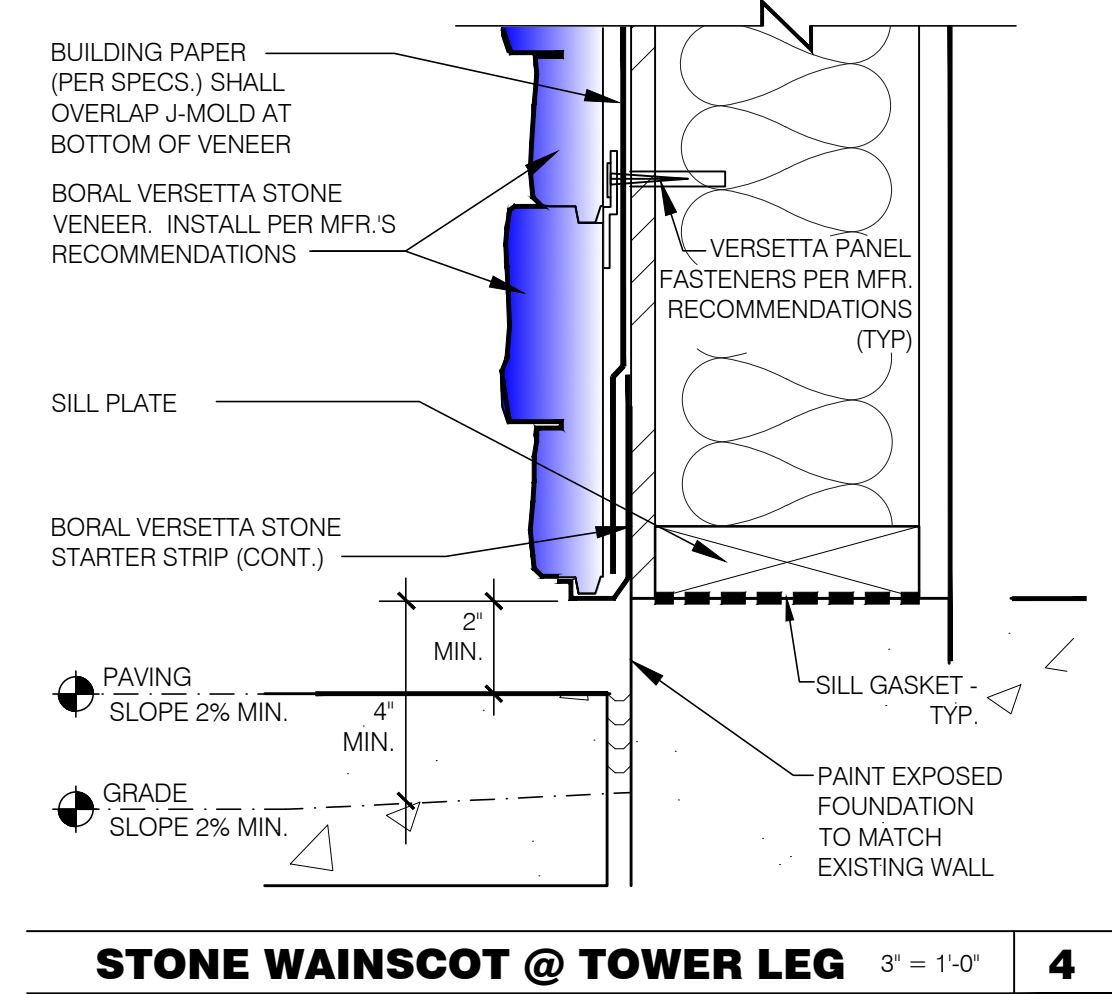 BUILDING PAPER
(PER SPECS.) SHALL
OVERLAP J-MOLD AT
BOTTOM OF VENEER
BORAL VERSETTA STONE
VENEER. INSTALL PER MFR.'S
RECOMMENDATIONS
VERSETTA PANEL
FASTENERS PER MFR.
RECOMMENDATIONS
(TYP)
SILL PLATE
BORAL VERSETTA STONE
STARTER STRIP (CONT.)
2"
MIN.
PAVING
SLOPE 2% MIN.
4"
MIN.
GRADE
SLOPE 2% MIN.
SILL GASKET -
TYP.
PAINT EXPOSED
FOUNDATION
TO MATCH
EXISTING WALL
STONE WAINSCOT @ TOWER LEG 3" = 1'-0" 4